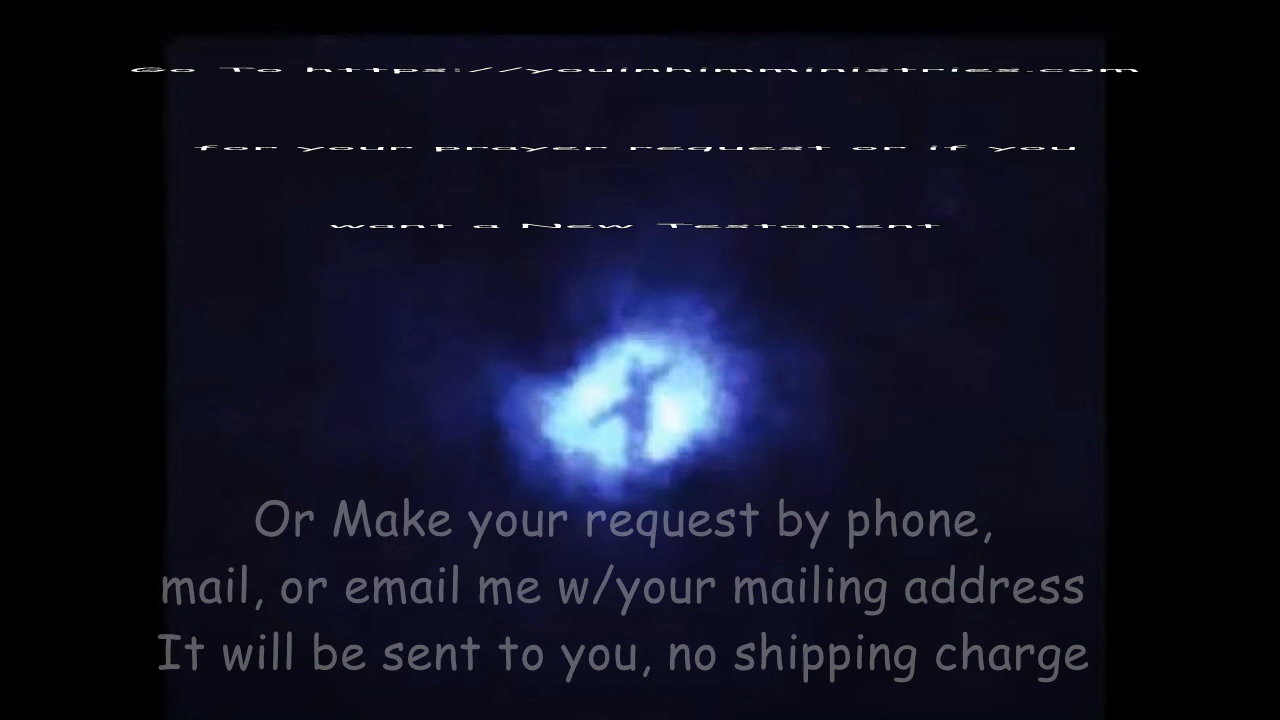 Go To https://youinhimministries.com
for your prayer request or if you
want a New Testament
Or Make your request by phone,
mail, or email me w/your mailing address
It will be sent to you, no shipping charge